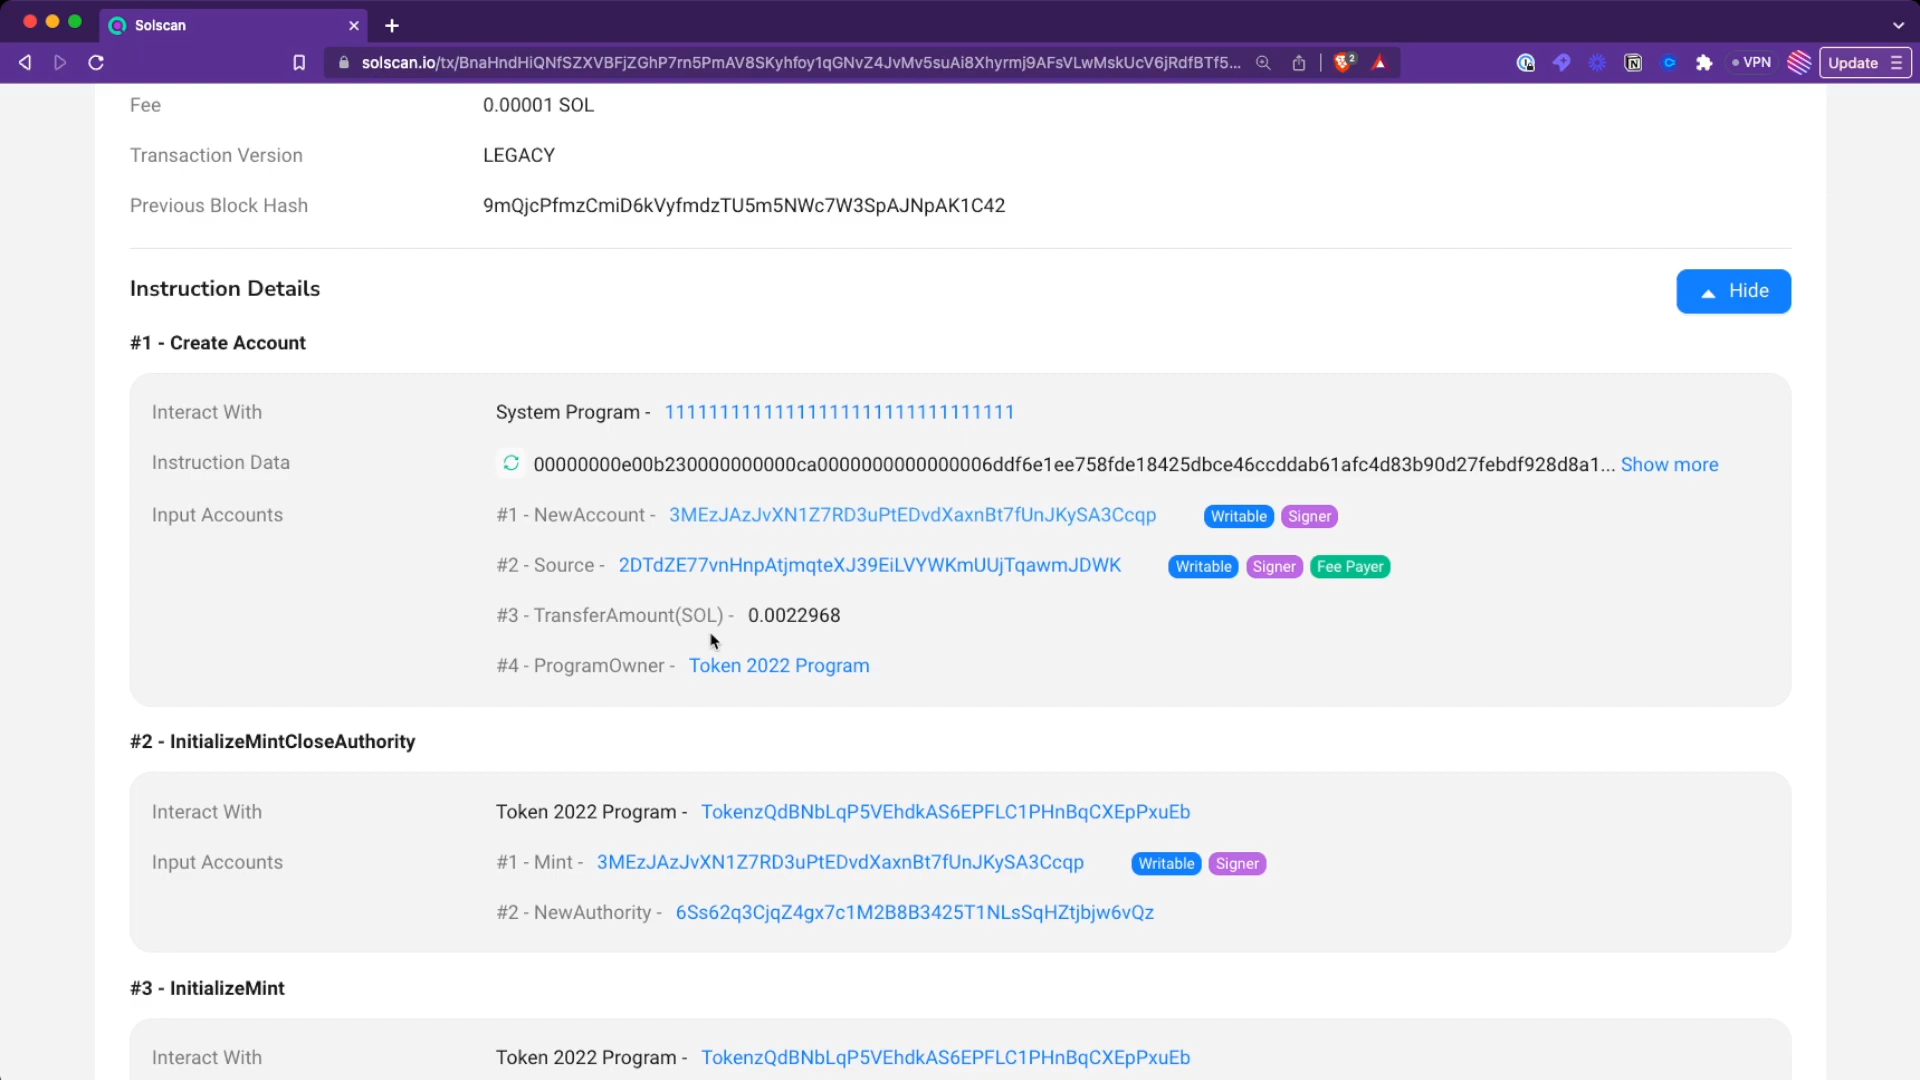 Solscan
solscan.io/tx/BnaHndHiQNfSZXVBFjZGhP7rn5PmAV8SKyhfoy1qGNvZ4JvMv5suAi8Xhyrmj9AFsVLwMskUcV6jRdfBTf5...
2
VPN
Update
Fee 0.00001 SOL
Transaction Version LEGACY
Previous Block Hash 9mQjcPfmzCmiD6kVyfmdzTU5m5NWc7W3SpAJNpAK1C42
Instruction Details
Hide
#1 - Create Account
Interact With System Program - 11111111111111111111111111111111
Instruction Data 00000000e00b230000000000ca0000000000000006ddf6e1ee758fde18425dbce46ccddab61afc4d83b90d27febdf928d8a1... Show more
Input Accounts #1 - NewAccount - 3MEzJAzJvXN1Z7RD3uPtEDvdXaxnBt7fUnJKySA3Ccqp Writable Signer
#2 - Source - 2DTdZE77vnHnpAtjmqteXJ39EiLVYWKmUUjTqawmJDWK Writable Signer Fee Payer
#3 - TransferAmount(SOL) - 0.0022968
#4 - ProgramOwner - Token 2022 Program
#2 - InitializeMintCloseAuthority
Interact With Token 2022 Program - TokenzQdBNbLqP5VEhdkAS6EPFLC1PHnBqCXEpPxuEb
Input Accounts #1 - Mint - 3MEzJAzJvXN1Z7RD3uPtEDvdXaxnBt7fUnJKySA3Ccqp Writable Signer
#2 - NewAuthority - 6Ss62q3CjqZ4gx7c1M2B8B3425T1NLsSqHZtjbjw6vQz
#3 - InitializeMint
Interact With Token 2022 Program - TokenzQdBNbLqP5VEhdkAS6EPFLC1PHnBqCXEpPxuEb